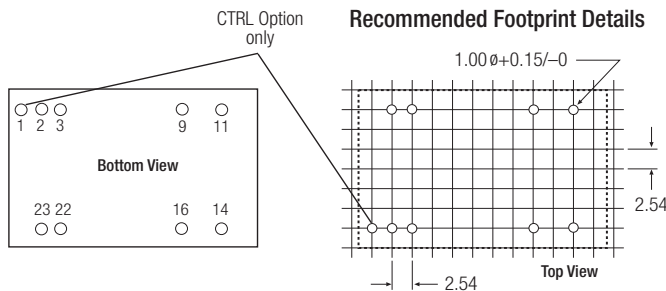 CTRL Option
only
Recommended Footprint Details
1.00 ø+0.15/–0
1 2 3 9 11
Bottom View
23 22 16 14
2.54
Top View
2.54